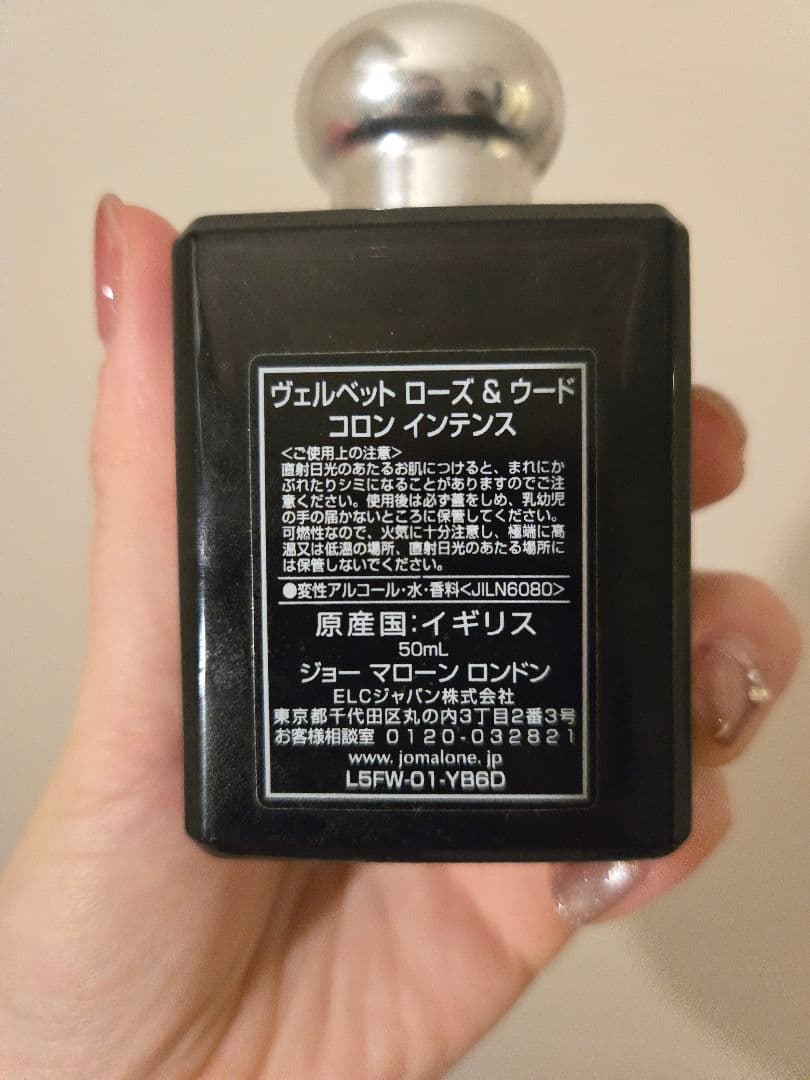 ヴェルベット ローズ & ウード
コロン インテンス
<ご使用上の注意>
直射日光のあたるお肌につけると、まれにか
ぶれたりシミになることがありますのでご注
意ください。使用後は必ず蓋をしめ、乳幼児
の手の届かないところに保管してください。
可燃性なので、火気に十分注意し、極端に高
温又は低温の場所、直射日光のあたる場所に
は保管しないでください。
●変性アルコール・水・香料<JILN6080>
原産国:イギリス
50mL
ジョー マローン ロンドン
ELCジャパン株式会社
東京都千代田区丸の内3丁目2番3号
お客様相談室 0120-032821
www.jomalone.jp
L5FW-01-YB6D